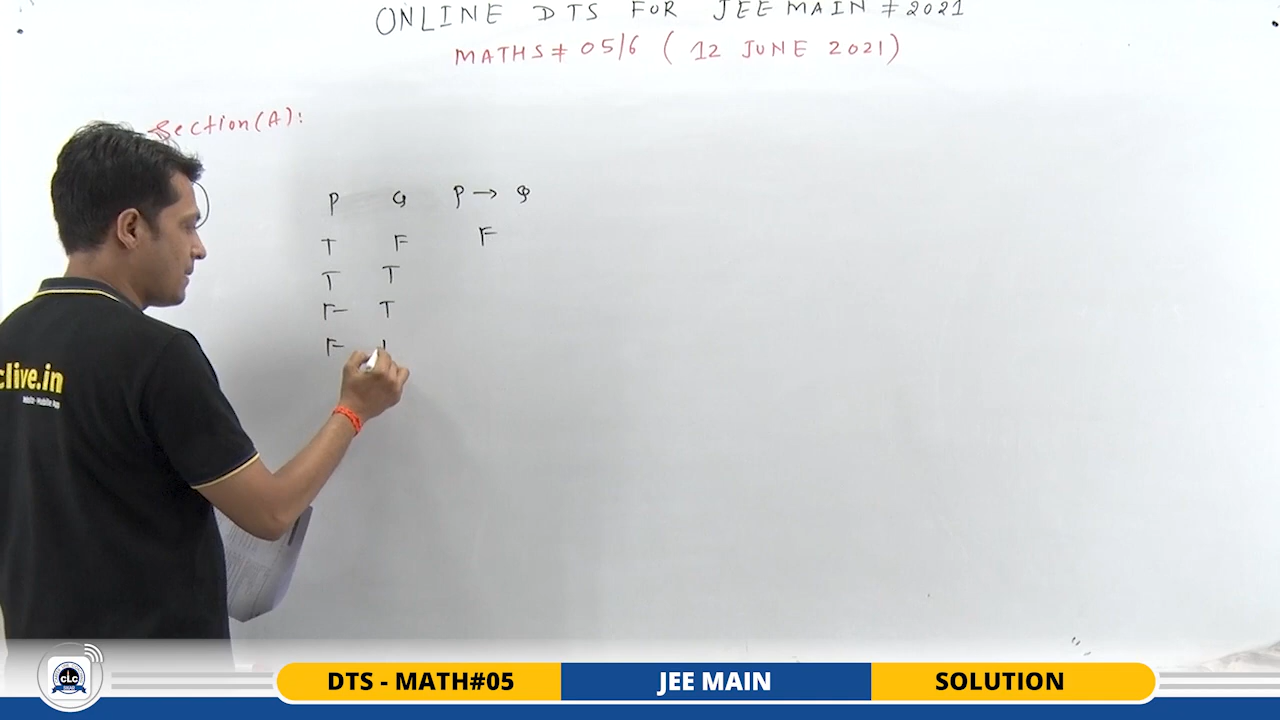 ONLINE DTS FOR JEE MAIN # 2021
MATHS# 05/6 ( 12 JUNE 2021)
Section(A):
P Q P → Q
T F F
T T
F T
F
clive.in
DTS - MATH#05
JEE MAIN
SOLUTION
CLC